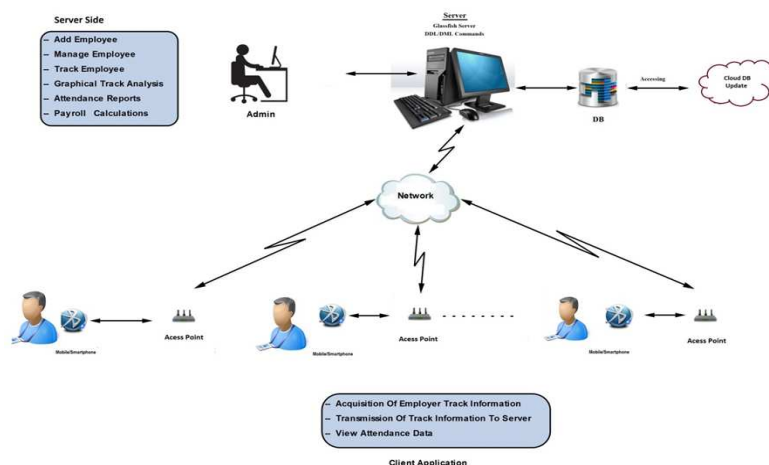 Server Side
– Add Employee
– Manage Employee
– Track Employee
– Graphical Track Analysis
– Attendance Reports
– Payroll Calculations
Admin
Server
Glassfish Server
DDL/DML Commands
DB
Accessing
Cloud DB
Update
Network
Mobile/Smartphone
Acess Point
Mobile/Smartphone
Acess Point
Mobile/Smartphone
Acess Point
– Acquisition Of Employer Track Information
– Transmission Of Track Information To Server
– View Attendance Data
Client Application